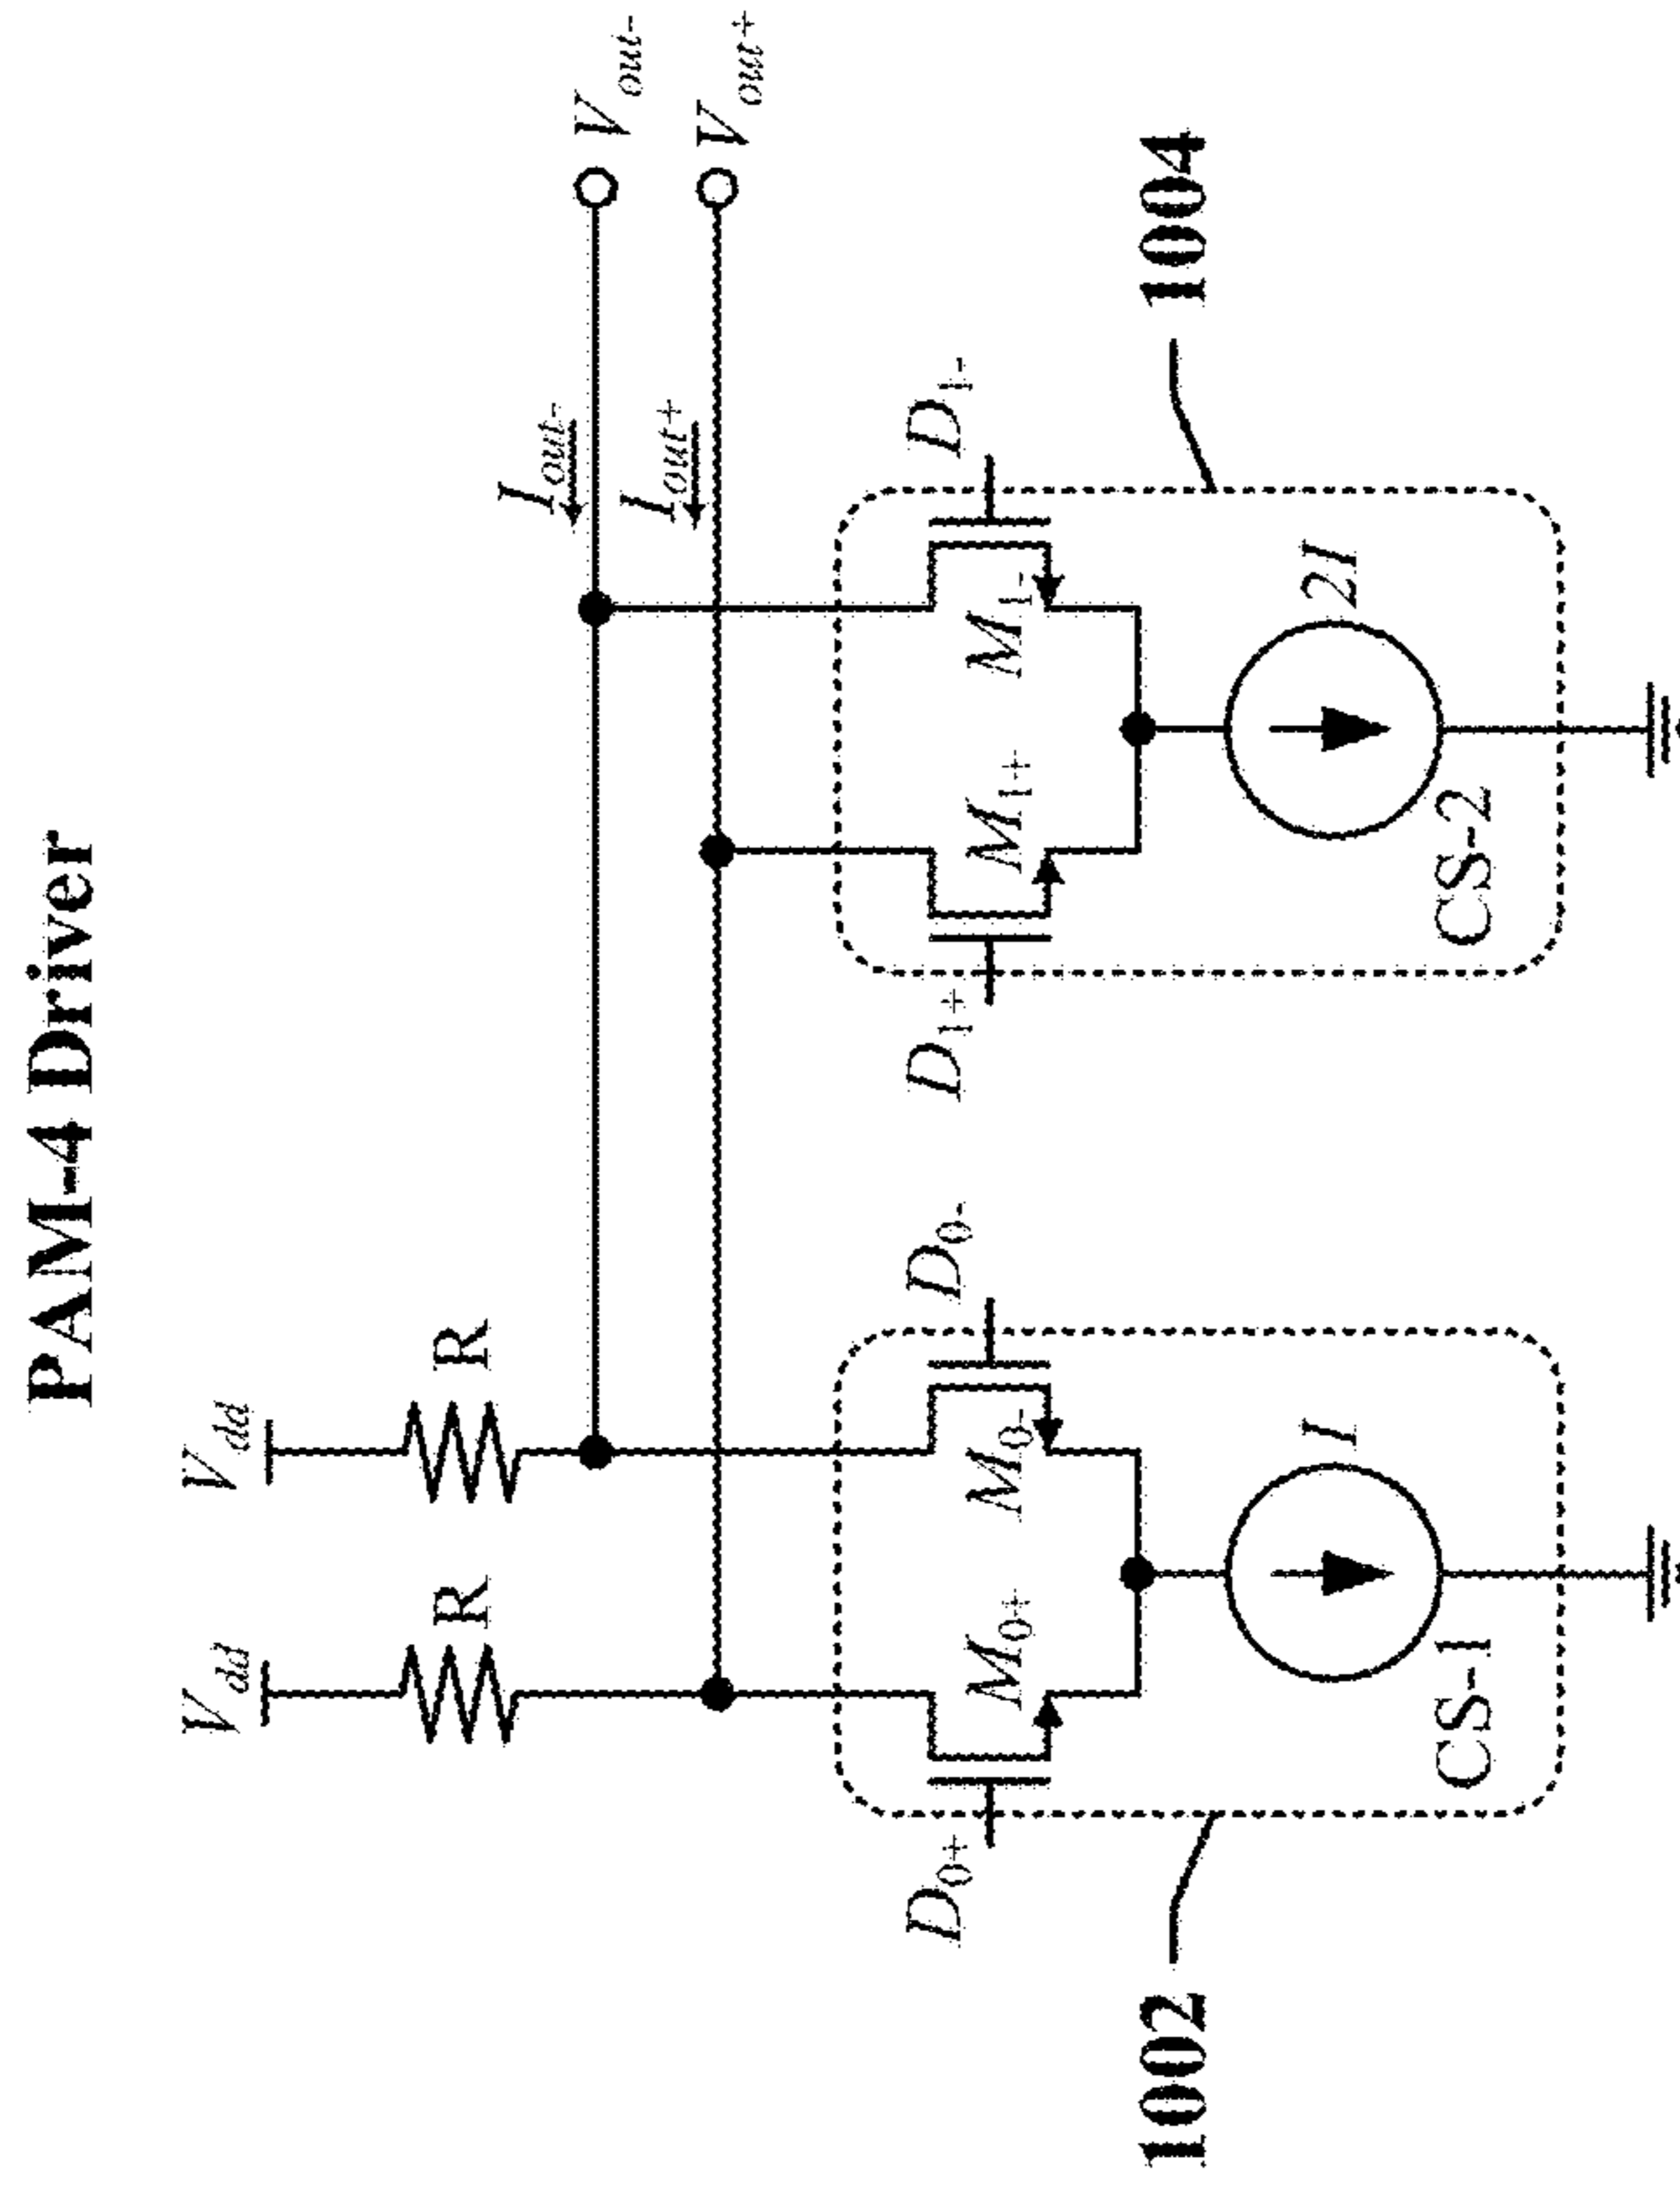 PAM-4 Driver
V_dd V_dd
R R
I_out- V_out-
I_out+ V_out+
D_0+ D_0- D_1+ D_1-
M_0+ M_0- M_1+ M_1-
1002 1004
I 2I
CS-1 CS-2